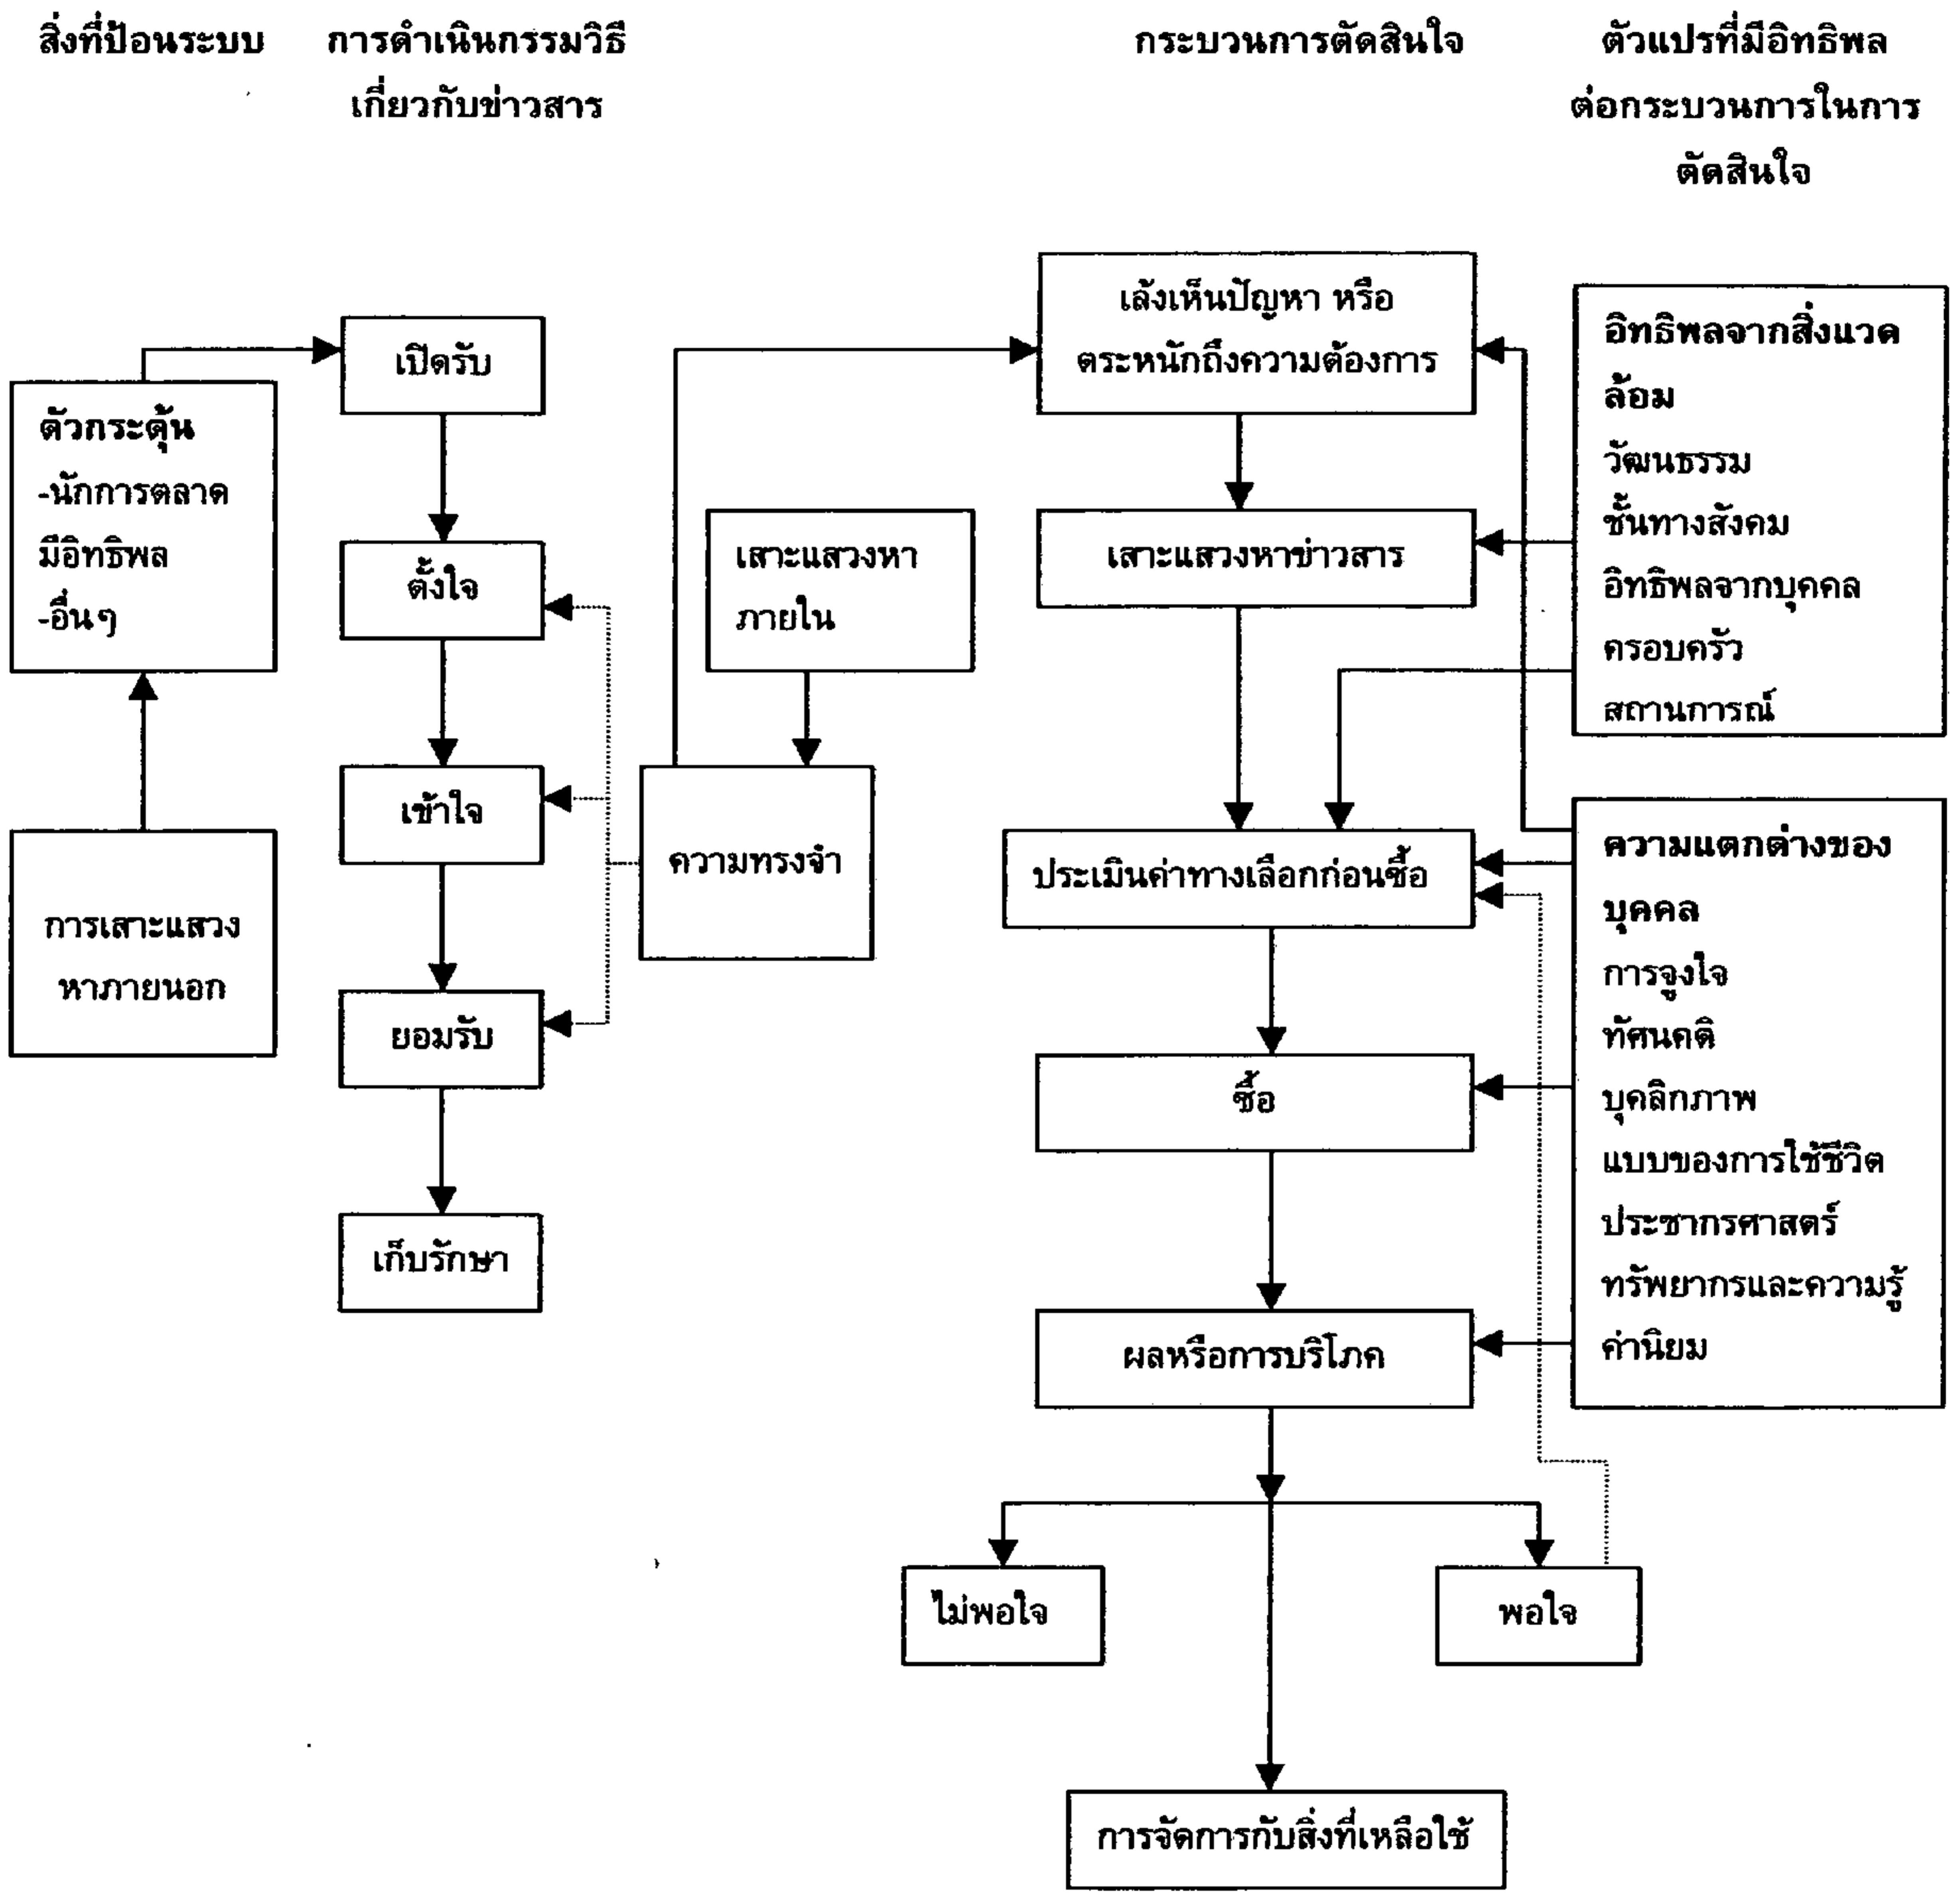 สิ่งที่ป้อนระบบ
การดำเนินกรรมวิธี
เกี่ยวกับข่าวสาร
กระบวนการตัดสินใจ
ตัวแปรที่มีอิทธิพล
ต่อกระบวนการในการ
ตัดสินใจ
ตัวกระตุ้น
-นักการตลาด
มีอิทธิพล
-อื่นๆ
การเสาะแสวง
หาภายนอก
เปิดรับ
ตั้งใจ
เข้าใจ
ยอมรับ
เก็บรักษา
เสาะแสวงหา
ภายใน
ความทรงจำ
เล้งเห็นปัญหา หรือ
ตระหนักถึงความต้องการ
เสาะแสวงหาข่าวสาร
ประเมินค่าทางเลือกก่อนซื้อ
ซื้อ
ผลหรือการบริโภค
ไม่พอใจ
พอใจ
การจัดการกับสิ่งที่เหลือใช้
อิทธิพลจากสิ่งแวด
ล้อม
วัฒนธรรม
ชั้นทางสังคม
อิทธิพลจากบุคคล
ครอบครัว
สถานการณ์
ความแตกต่างของ
บุคคล
การจูงใจ
ทัศนคติ
บุคลิกภาพ
แบบของการใช้ชีวิต
ประชากรศาสตร์
ทรัพยากรและความรู้
ค่านิยม